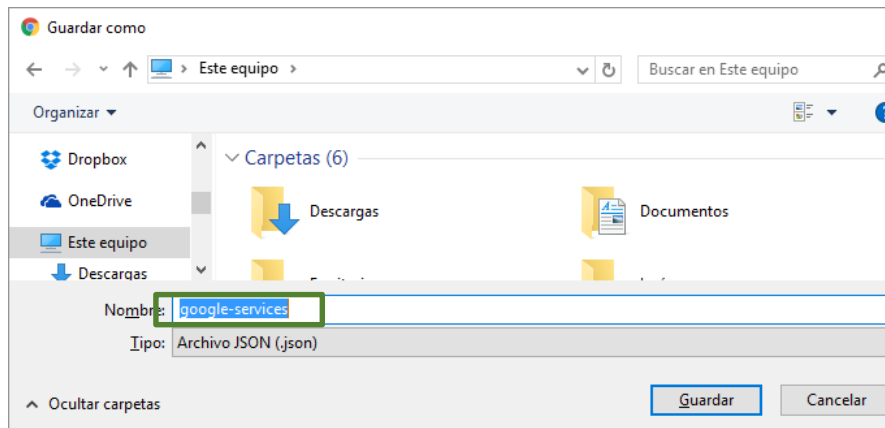 Guardar como
Este equipo
Buscar en Este equipo
Organizar
Dropbox
Carpetas (6)
OneDrive
Descargas
Documentos
Este equipo
Descargas
Nombre: google-services
Tipo: Archivo JSON (.json)
Ocultar carpetas
Guardar
Cancelar